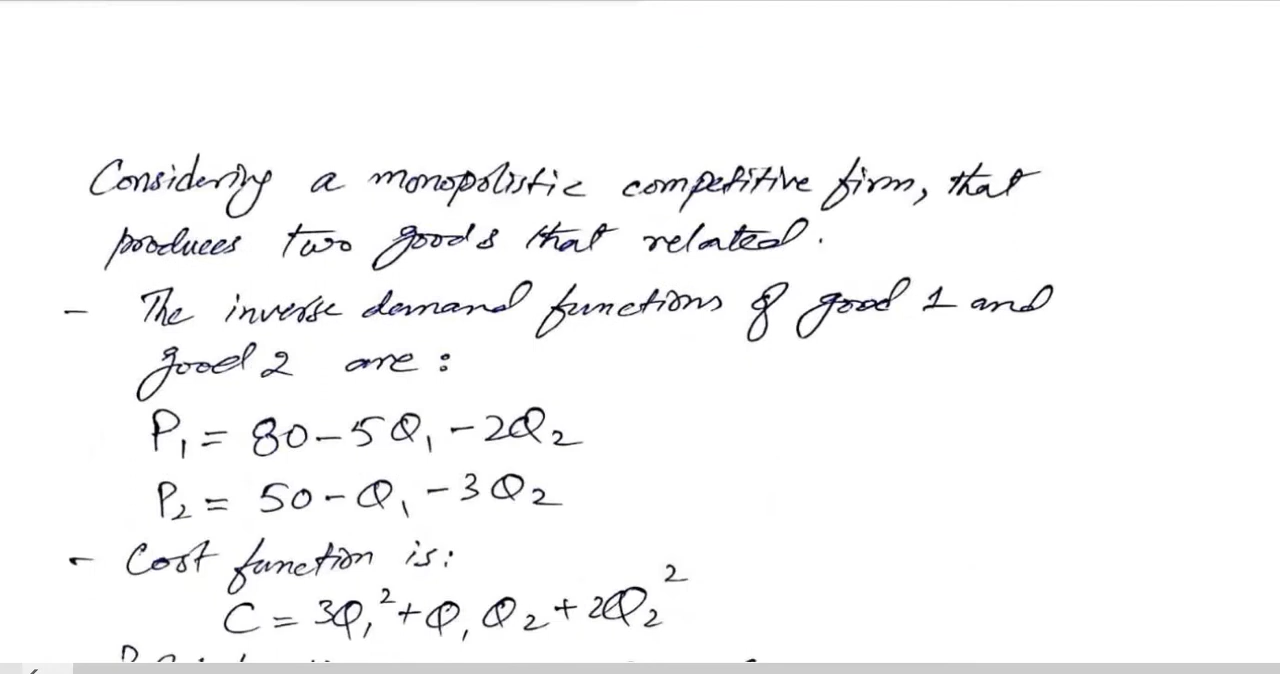 Considering a monopolistic competitive firm, that
produces two goods that related.
- The inverse demand functions of good 1 and
good 2 are :
P₁ = 80 - 5Q₁ - 2Q₂
P₂ = 50 - Q₁ - 3Q₂
- Cost function is :
C = 3Q₁² + Q₁Q₂ + 2Q₂²